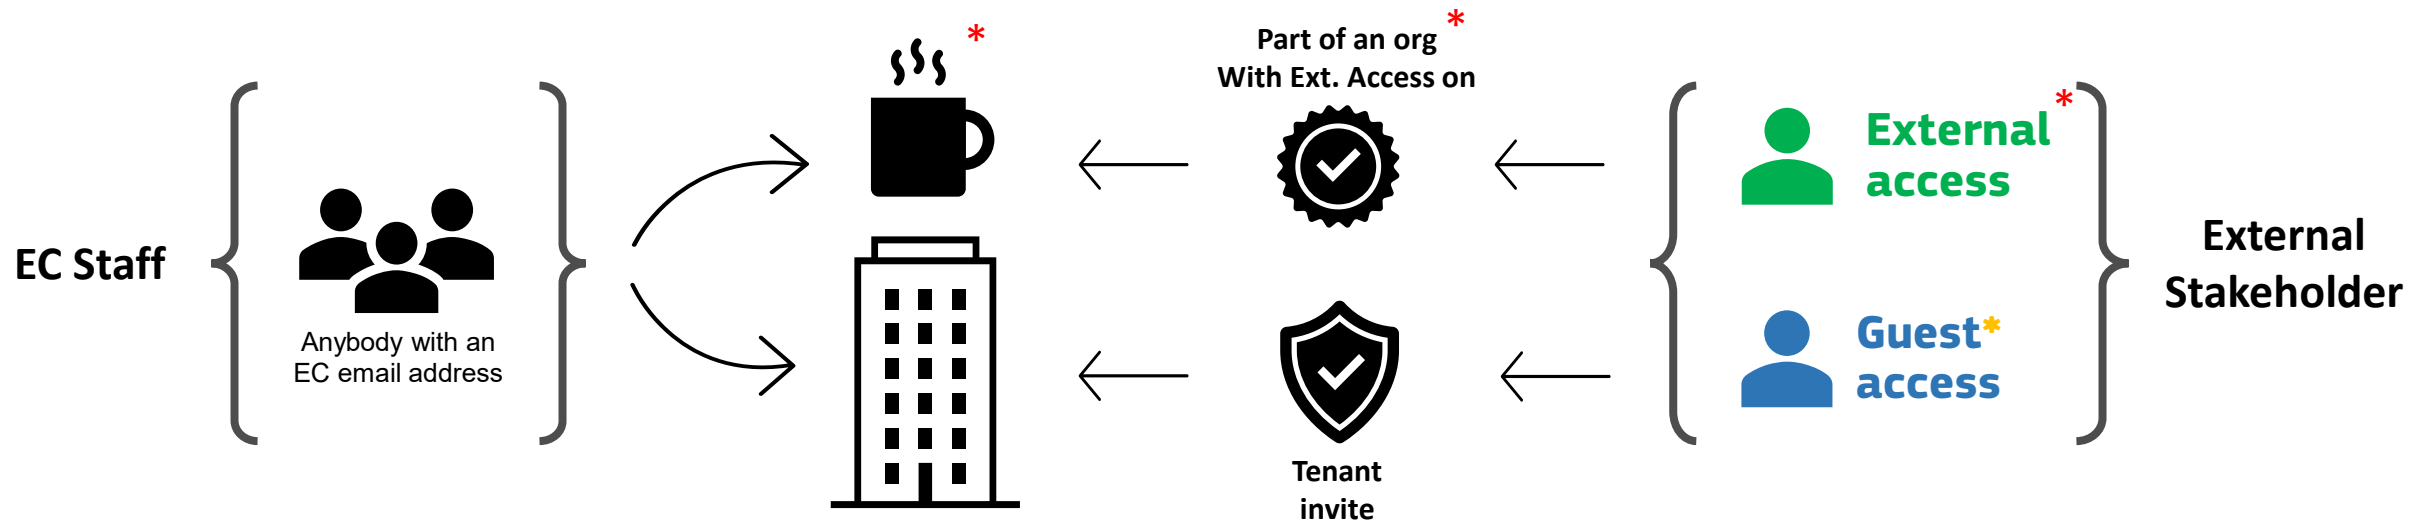 EC Staff
Anybody with an
EC email address
*
Part of an org *
With Ext. Access on
Tenant
invite
External *
access
Guest*
access
External
Stakeholder